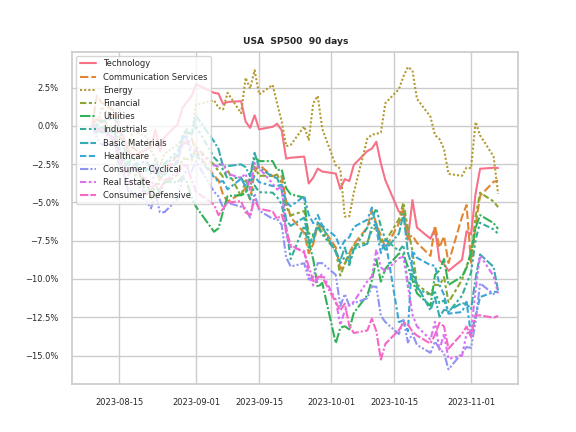 USA SP500 90 days
Technology
Communication Services
Energy
Financial
Utilities
Industrials
Basic Materials
Healthcare
Consumer Cyclical
Real Estate
Consumer Defensive
2.5%
0.0%
−2.5%
−5.0%
−7.5%
−10.0%
−12.5%
−15.0%
2023-08-15
2023-09-01
2023-09-15
2023-10-01
2023-10-15
2023-11-01